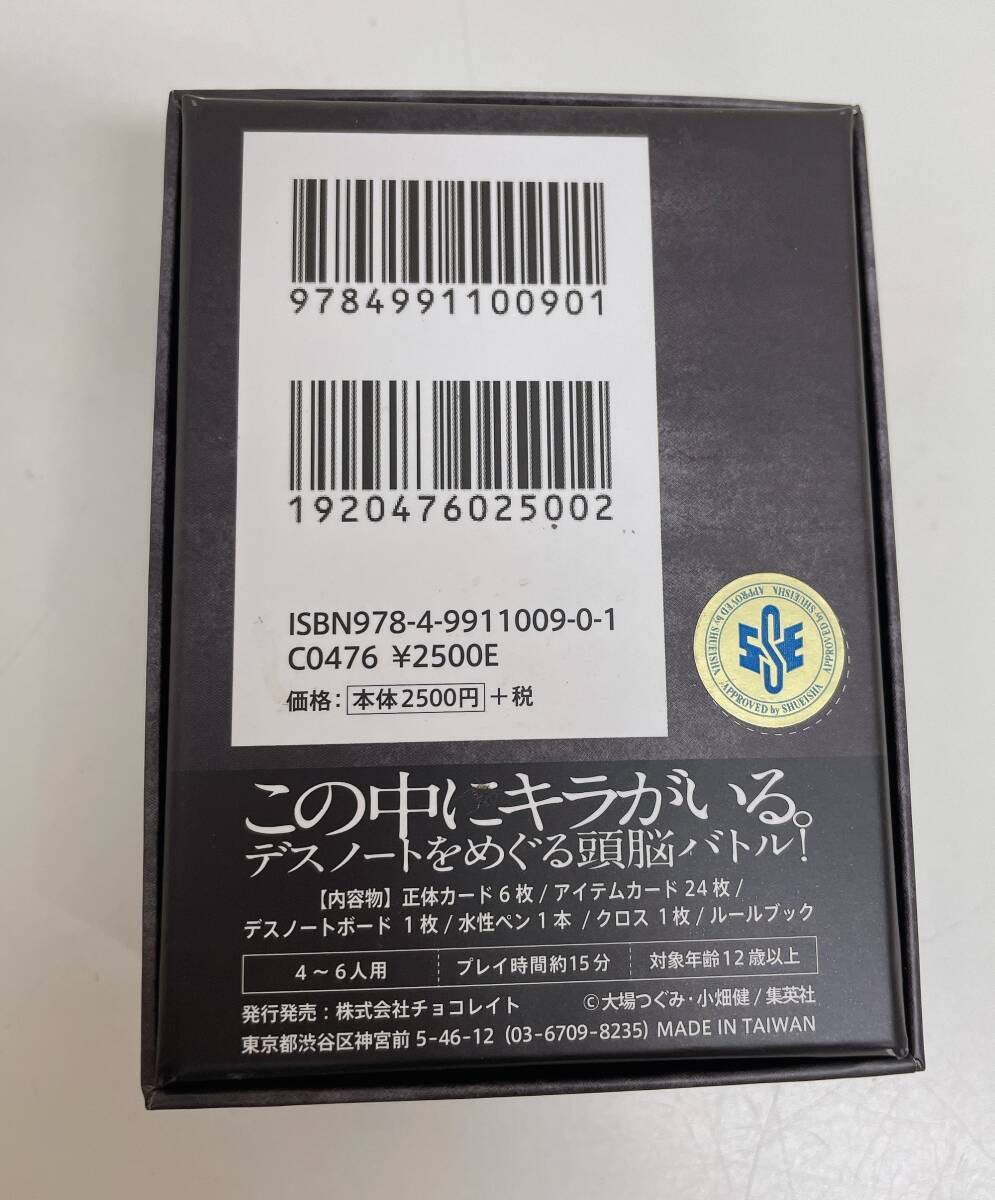 9784991100901
1920476025002
ISBN978-4-9911009-0-1
C0476 ¥2500E
価格：本体2500円+税
APPROVED by SHUEISHA APPROVED by SHUEISHA APPROVED by SHUEISHA
SSE
この中にキラがいる。
デスノートをめぐる頭脳バトル！
【内容物】正体カード6枚 / アイテムカード24枚 /
デスノートボード 1枚 / 水性ペン1本 / クロス 1枚 / ルールブック
4～6人用 プレイ時間約15分 対象年齢12歳以上
発行発売：株式会社チョコレイト ©大場つぐみ・小畑健 / 集英社
東京都渋谷区神宮前 5-46-12 (03-6709-8235) MADE IN TAIWAN